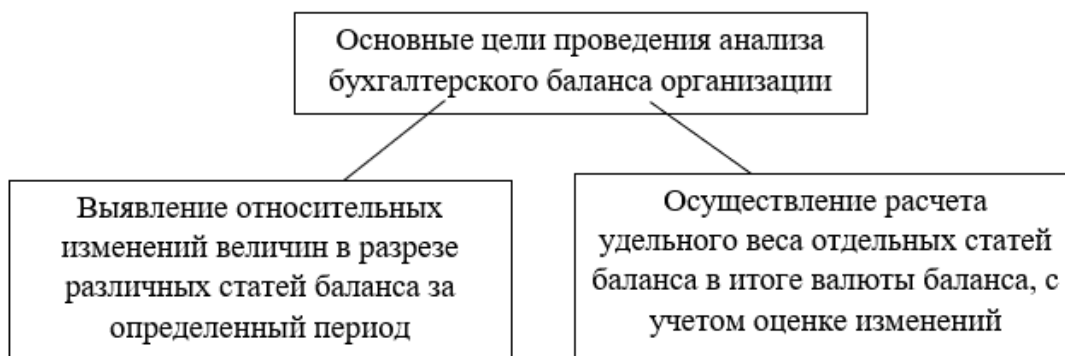 Основные цели проведения анализа
бухгалтерского баланса организации
Выявление относительных
изменений величин в разрезе
различных статей баланса за
определенный период
Осуществление расчета
удельного веса отдельных статей
баланса в итоге валюты баланса, с
учетом оценке изменений